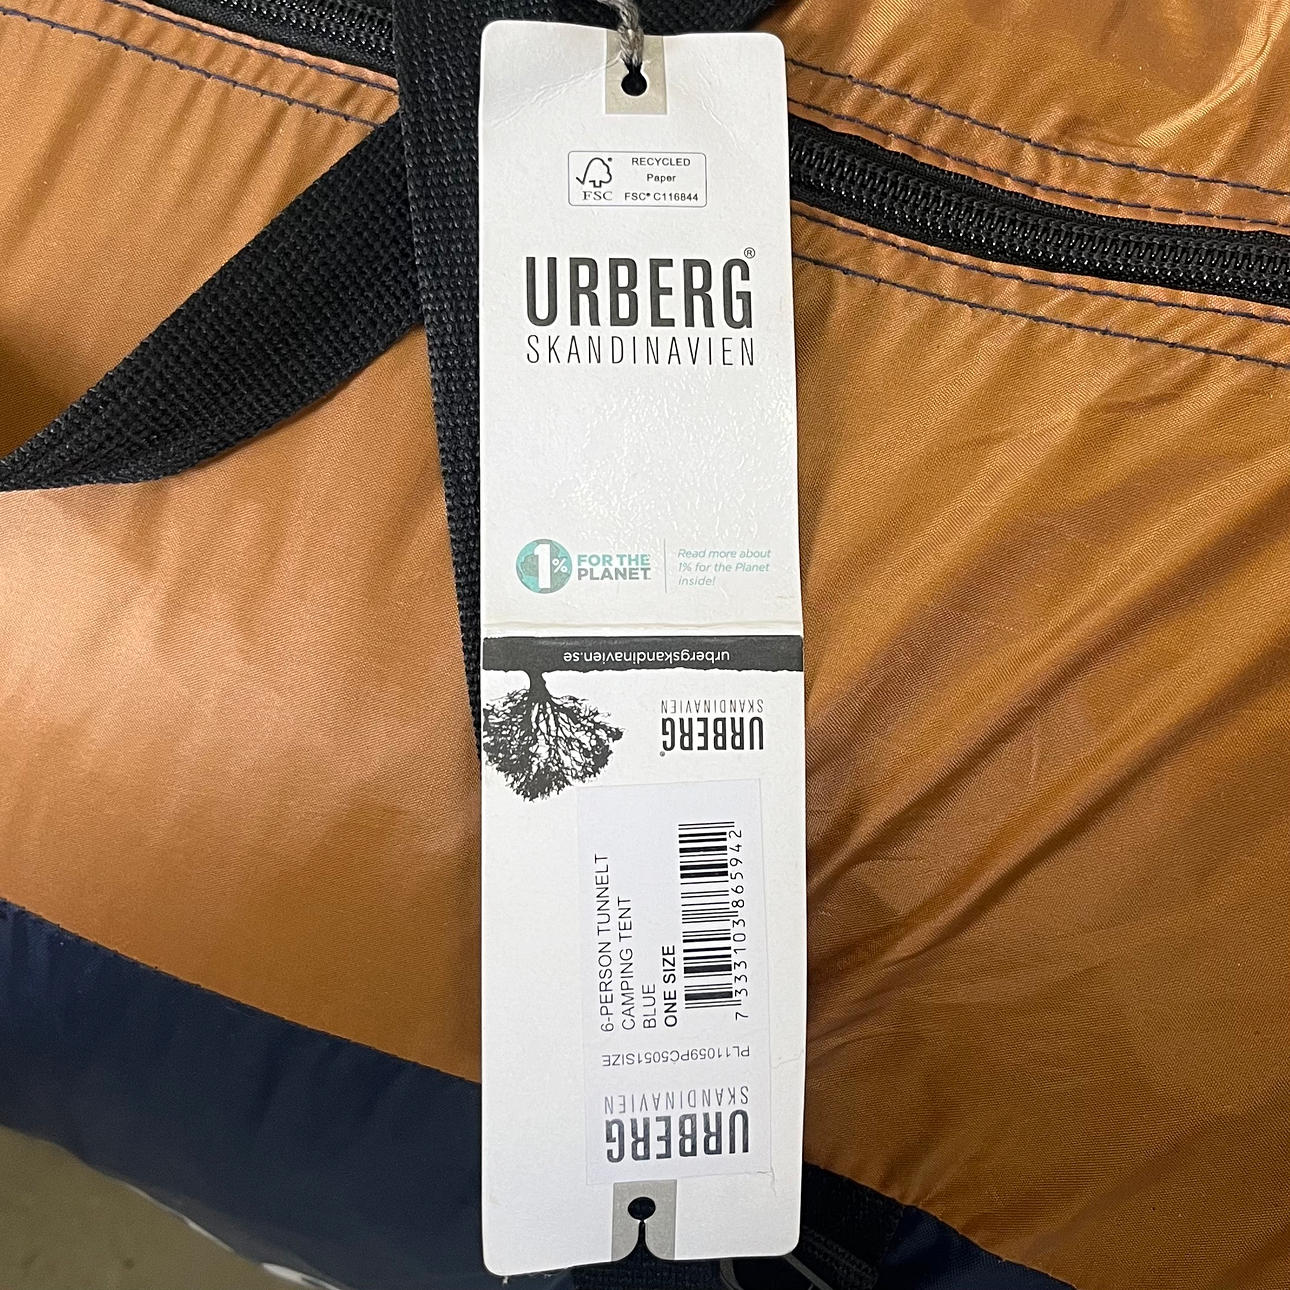 RECYCLED
Paper
FSC
FSC® C116844
URBERG®
SKANDINAVIEN
1% FOR THE
PLANET
Read more about
1% for the Planet
inside!
urbergskandinavien.se
URBERG®
SKANDINAVIEN
6-PERSON TUNNELT
CAMPING TENT
BLUE
ONE SIZE
7 333103 865942
PL11059PC5051SIZE
URBERG
SKANDINAVIEN